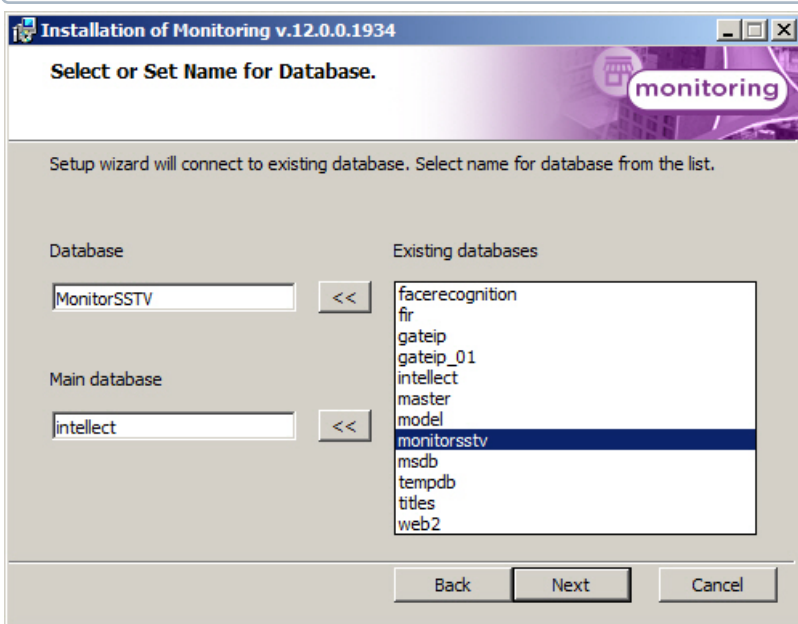 Installation of Monitoring v.12.0.0.1934
Select or Set Name for Database.
monitoring
Setup wizard will connect to existing database. Select name for database from the list.
Database
MonitorSSTV
<<
Main database
intellect
<<
Existing databases
facerecognition
fir
gateip
gateip_01
intellect
master
model
monitorsstv
msdb
tempdb
titles
web2
Back
Next
Cancel